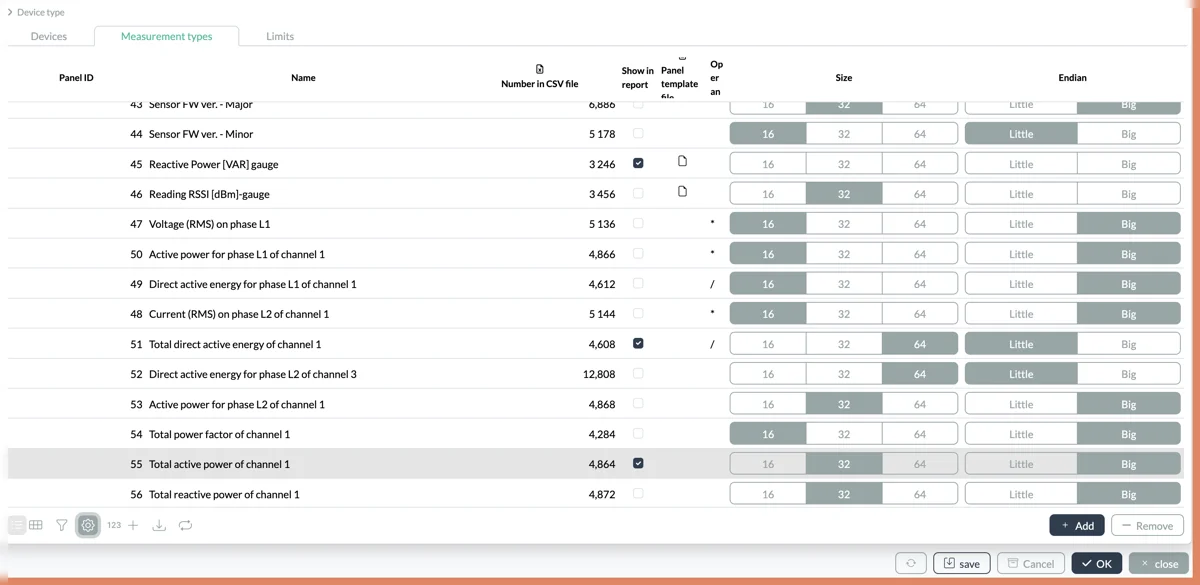 Device type
Devices Measurement types Limits
Panel ID Name Number in CSV file Show in report Panel template file Op er an Size Endian
43 Sensor FW ver. - Major 6,886 16 32 64 Little Big
44 Sensor FW ver. - Minor 5 178 16 32 64 Little Big
45 Reactive Power [VAR] gauge 3 246 16 32 64 Little Big
46 Reading RSSI [dBm]-gauge 3 456 16 32 64 Little Big
47 Voltage (RMS) on phase L1 5 136 * 16 32 64 Little Big
50 Active power for phase L1 of channel 1 4,866 * 16 32 64 Little Big
49 Direct active energy for phase L1 of channel 1 4,612 / 16 32 64 Little Big
48 Current (RMS) on phase L2 of channel 1 5 144 * 16 32 64 Little Big
51 Total direct active energy of channel 1 4,608 / 16 32 64 Little Big
52 Direct active energy for phase L2 of channel 3 12,808 16 32 64 Little Big
53 Active power for phase L2 of channel 1 4,868 16 32 64 Little Big
54 Total power factor of channel 1 4,284 16 32 64 Little Big
55 Total active power of channel 1 4,864 16 32 64 Little Big
56 Total reactive power of channel 1 4,872 16 32 64 Little Big
123 + Add − Remove
save Cancel OK × close